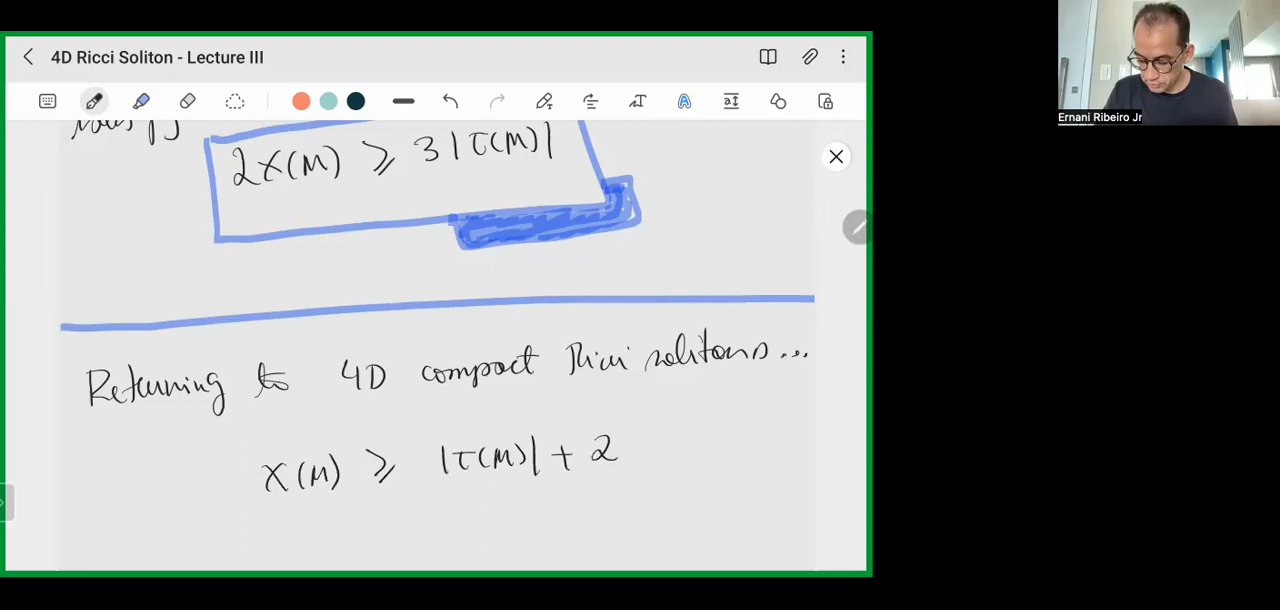 4D Ricci Soliton - Lecture III
Ernani Ribeiro Jr
2χ(M) ≥ 3|τ(M)|
Returning to 4D compact Ricci solitons...
χ(M) ≥ |τ(M)| + 2